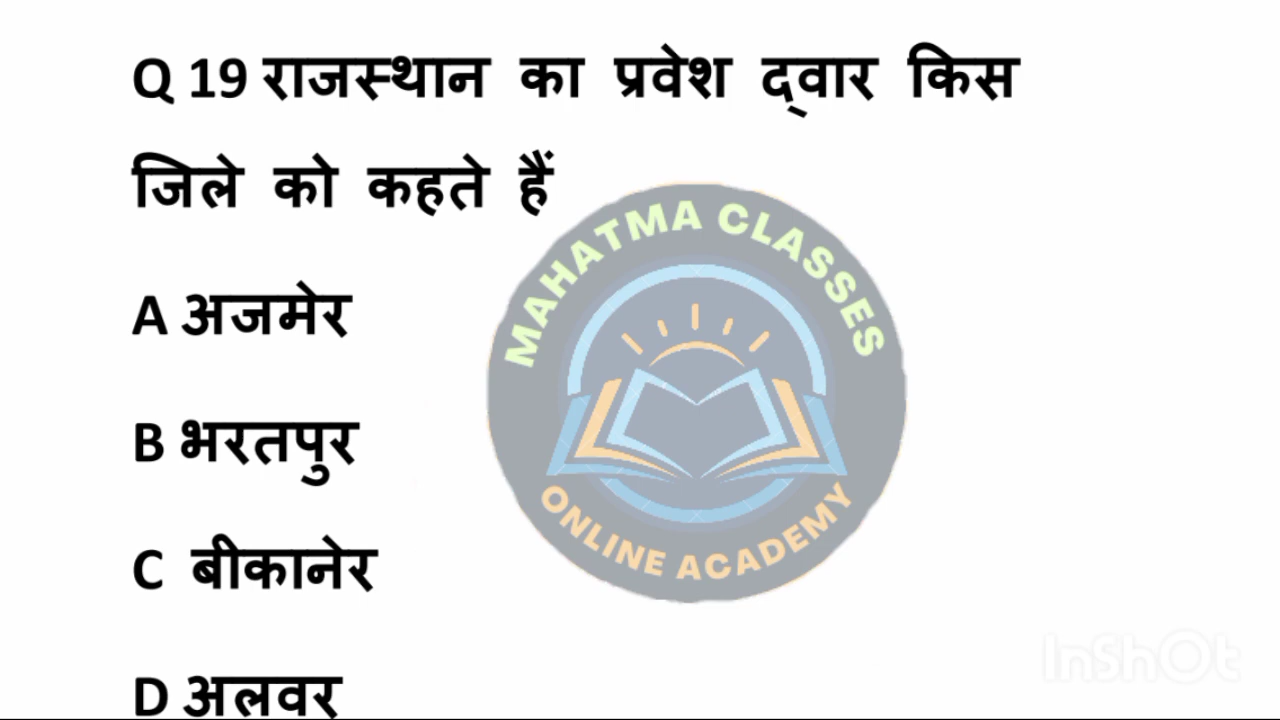 Q 19 राजस्थान का प्रवेश द्वार किस
जिले को कहते हैं
MAHATMA CLASSES
A अजमेर
B भरतपुर
ONLINE ACADEMY
C बीकानेर
InShOt
D अलवर